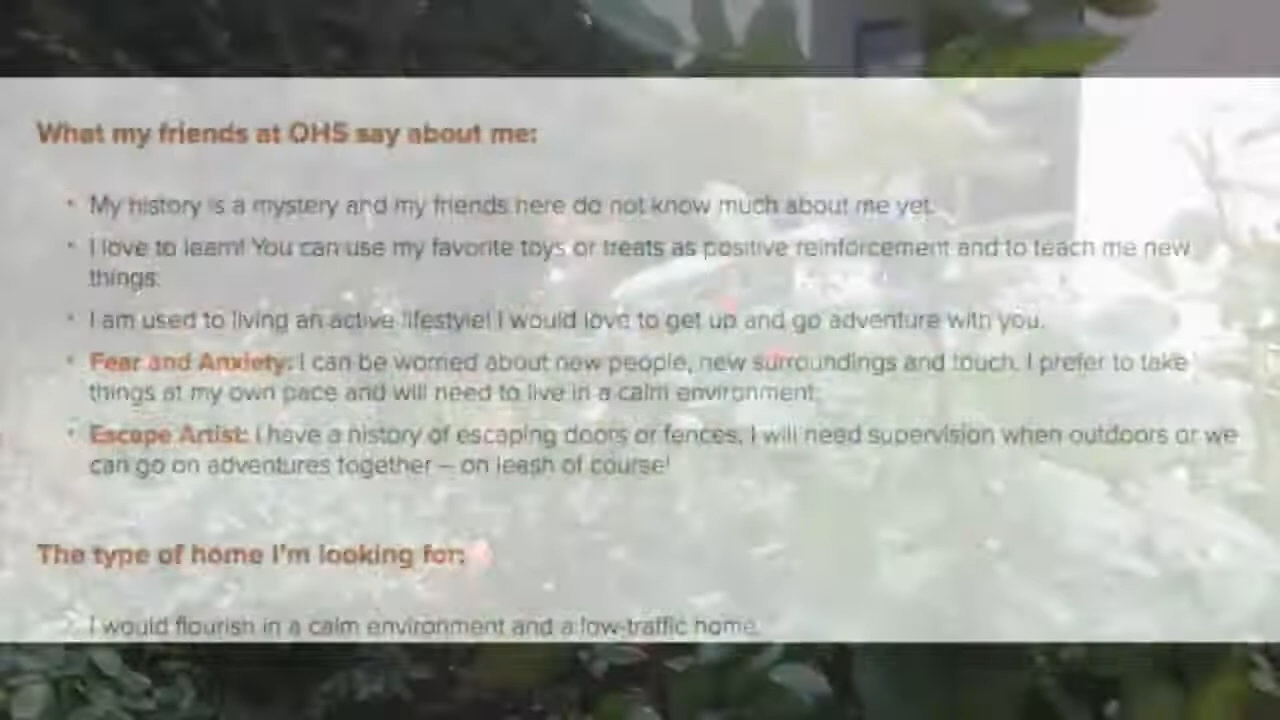 What my friends at OHS say about me:
• My history is a mystery and my friends here do not know much about me yet.
• I love to learn! You can use my favorite toys or treats as positive reinforcement and to teach me new
things.
• I am used to living an active lifestyle! I would love to get up and go adventure with you.
• Fear and Anxiety: I can be worried about new people, new surroundings and touch. I prefer to take
things at my own pace and will need to live in a calm environment.
• Escape Artist: I have a history of escaping doors or fences. I will need supervision when outdoors or we
can go on adventures together – on leash of course!
The type of home I'm looking for:
I would flourish in a calm environment and a low-traffic home.